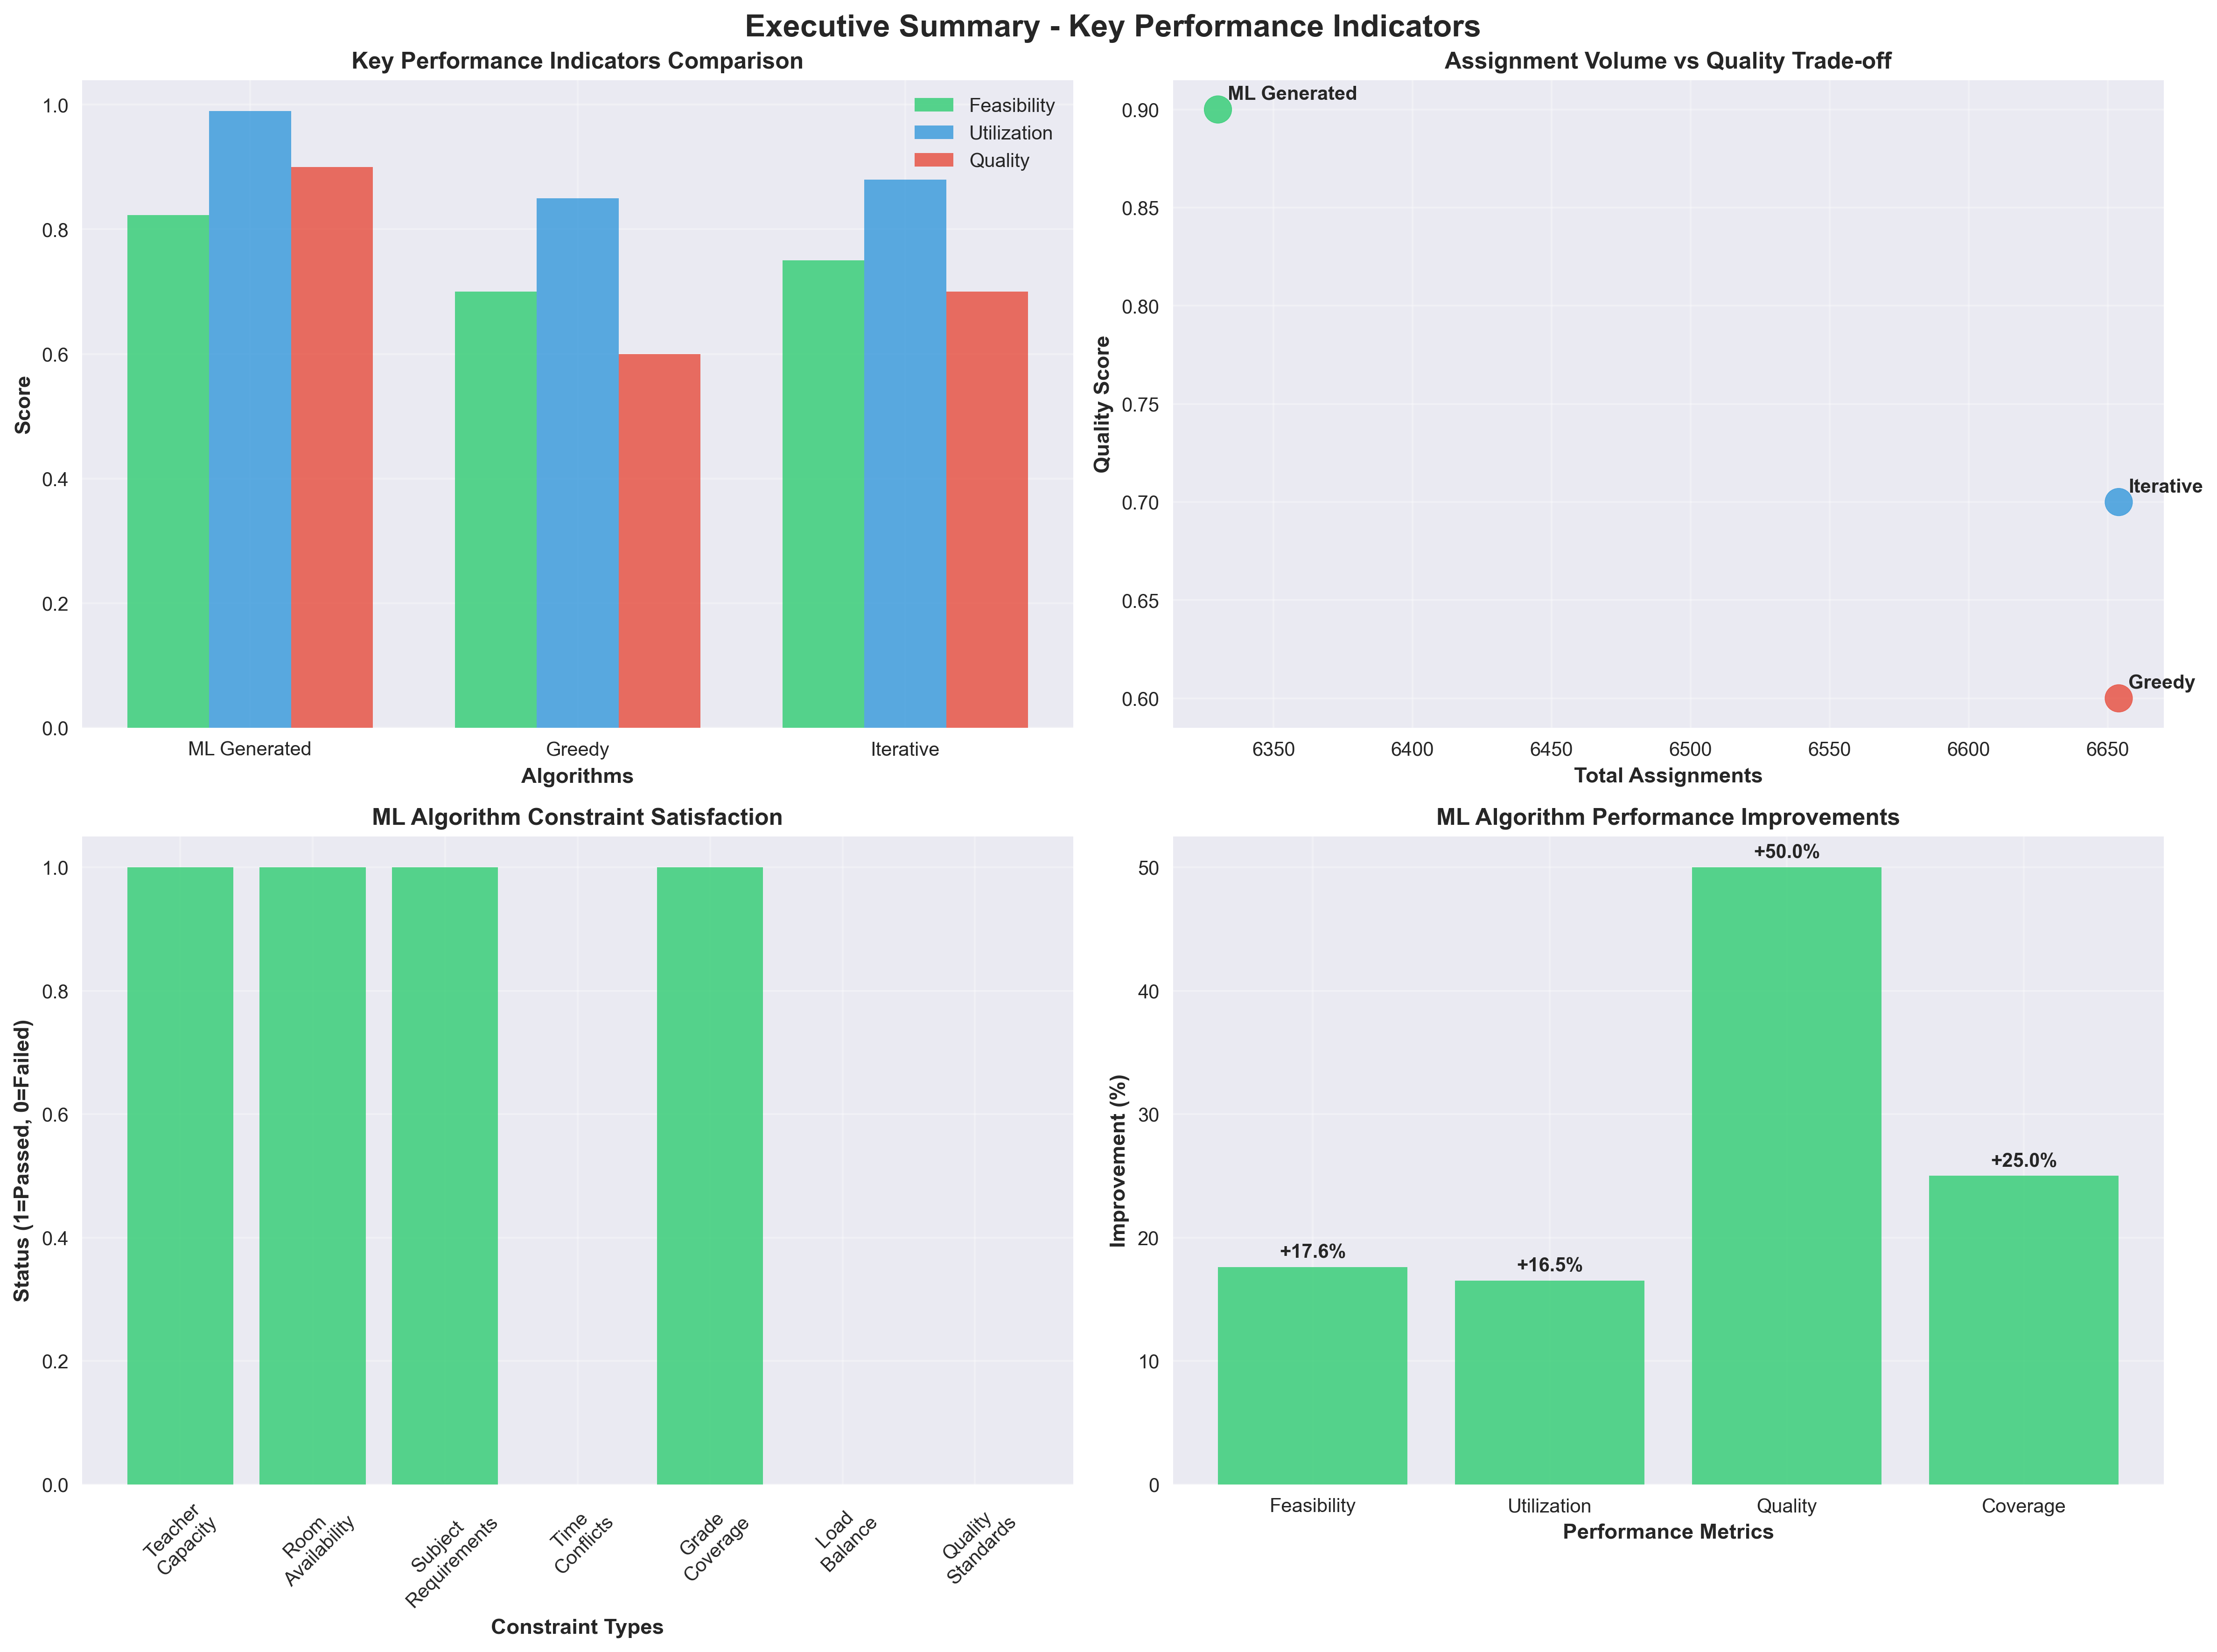 Executive Summary - Key Performance Indicators
Key Performance Indicators Comparison
1.0
0.8
0.6
0.4
0.2
0.0
Score
Feasibility
Utilization
Quality
ML Generated
Greedy
Iterative
Algorithms
Assignment Volume vs Quality Trade-off
0.90
0.85
0.80
0.75
0.70
0.65
0.60
Quality Score
ML Generated
Iterative
Greedy
6350
6400
6450
6500
6550
6600
6650
Total Assignments
ML Algorithm Constraint Satisfaction
1.0
0.8
0.6
0.4
0.2
0.0
Status (1=Passed, 0=Failed)
Teacher
Capacity
Room
Availability
Subject
Requirements
Time
Conflicts
Grade
Coverage
Load
Balance
Quality
Standards
Constraint Types
ML Algorithm Performance Improvements
50
40
30
20
10
0
Improvement (%)
+17.6%
+16.5%
+50.0%
+25.0%
Feasibility
Utilization
Quality
Coverage
Performance Metrics